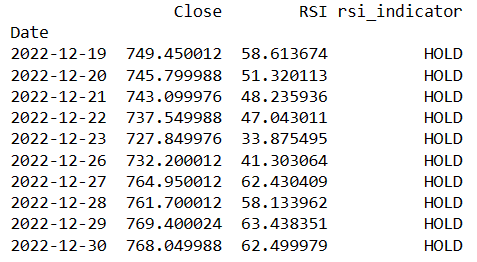 Close RSI rsi_indicator
Date
2022-12-19 749.450012 58.613674 HOLD
2022-12-20 745.799988 51.320113 HOLD
2022-12-21 743.099976 48.235936 HOLD
2022-12-22 737.549988 47.043011 HOLD
2022-12-23 727.849976 33.875495 HOLD
2022-12-26 732.200012 41.303064 HOLD
2022-12-27 764.950012 62.430409 HOLD
2022-12-28 761.700012 58.133962 HOLD
2022-12-29 769.400024 63.438351 HOLD
2022-12-30 768.049988 62.499979 HOLD